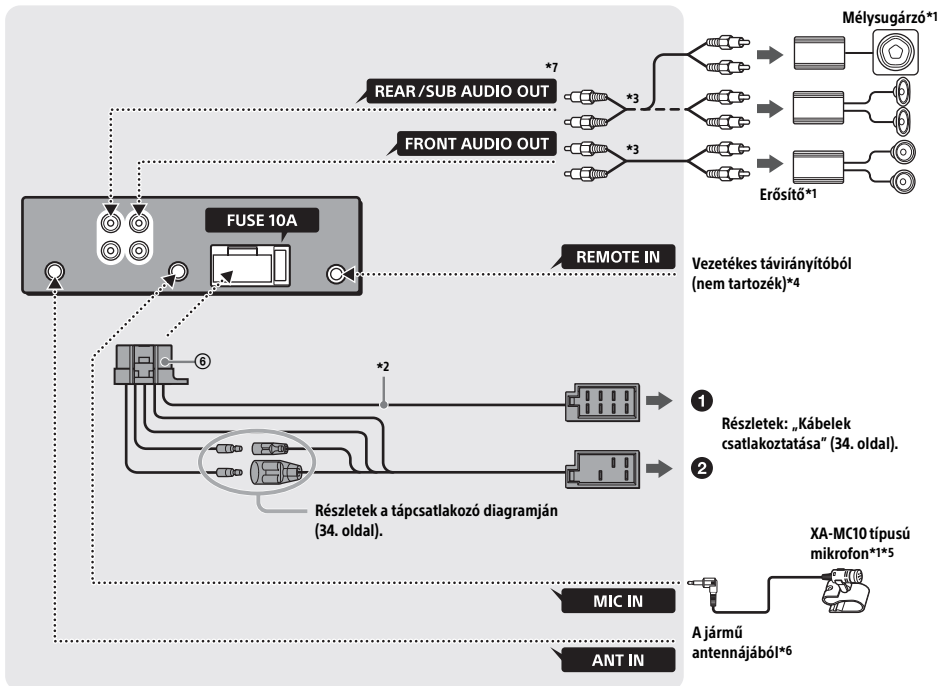 Mélysugárzó*1
*7
REAR/SUB AUDIO OUT
*3
FRONT AUDIO OUT
*3
Erősítő*1
FUSE 10A
REMOTE IN
Vezetékes távirányítóból
(nem tartozék)*4
⑥
*2
❶
Részletek: „Kábelek
csatlakoztatása” (34. oldal).
❷
Részletek a tápcsatlakozó diagramján
(34. oldal).
XA-MC10 típusú
mikrofon*1*5
MIC IN
A jármű
antennájából*6
ANT IN